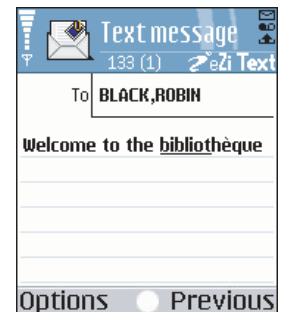 Text message
133 (1) eZi Text
To BLACK,ROBIN
Welcome to the bibliothèque
Options Previous